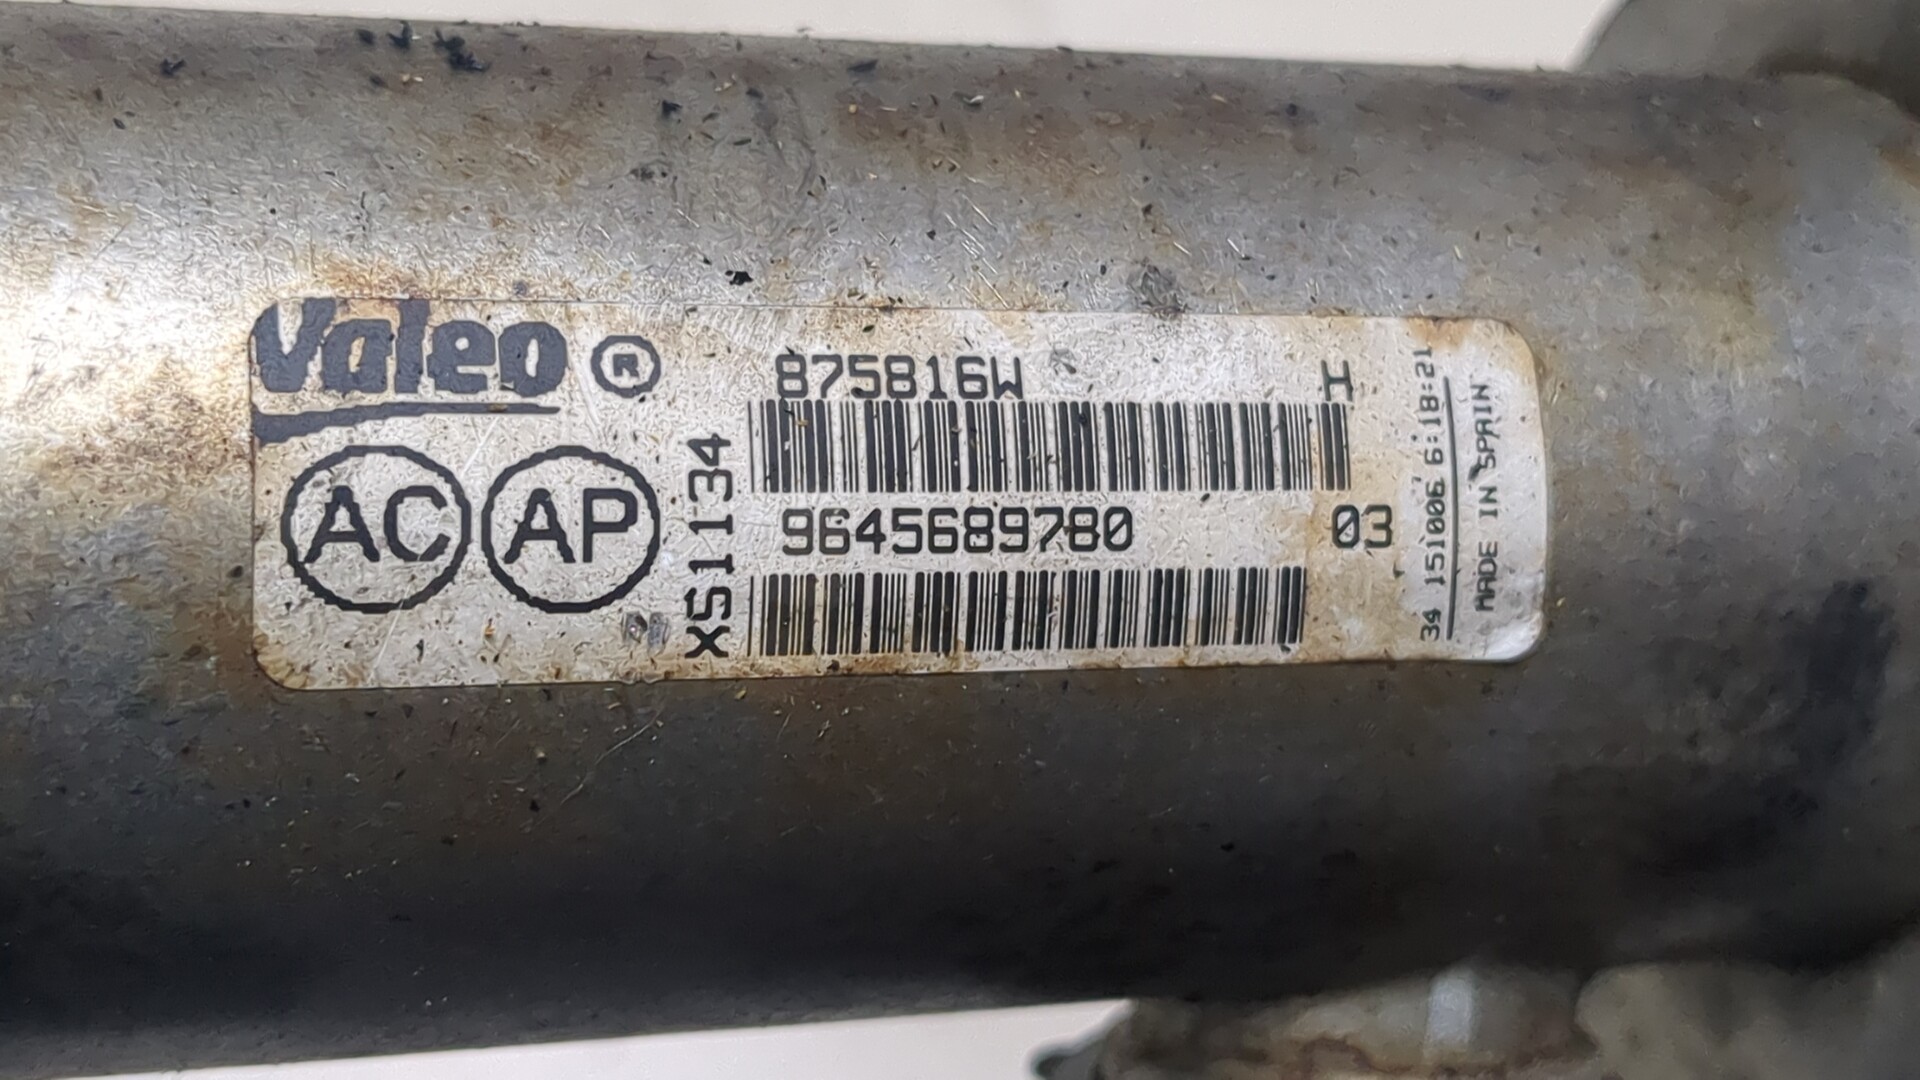 Valeo ®
AC AP
XS1134
875816W H
9645689780 03
34 151006 6:18:21
MADE IN SPAIN